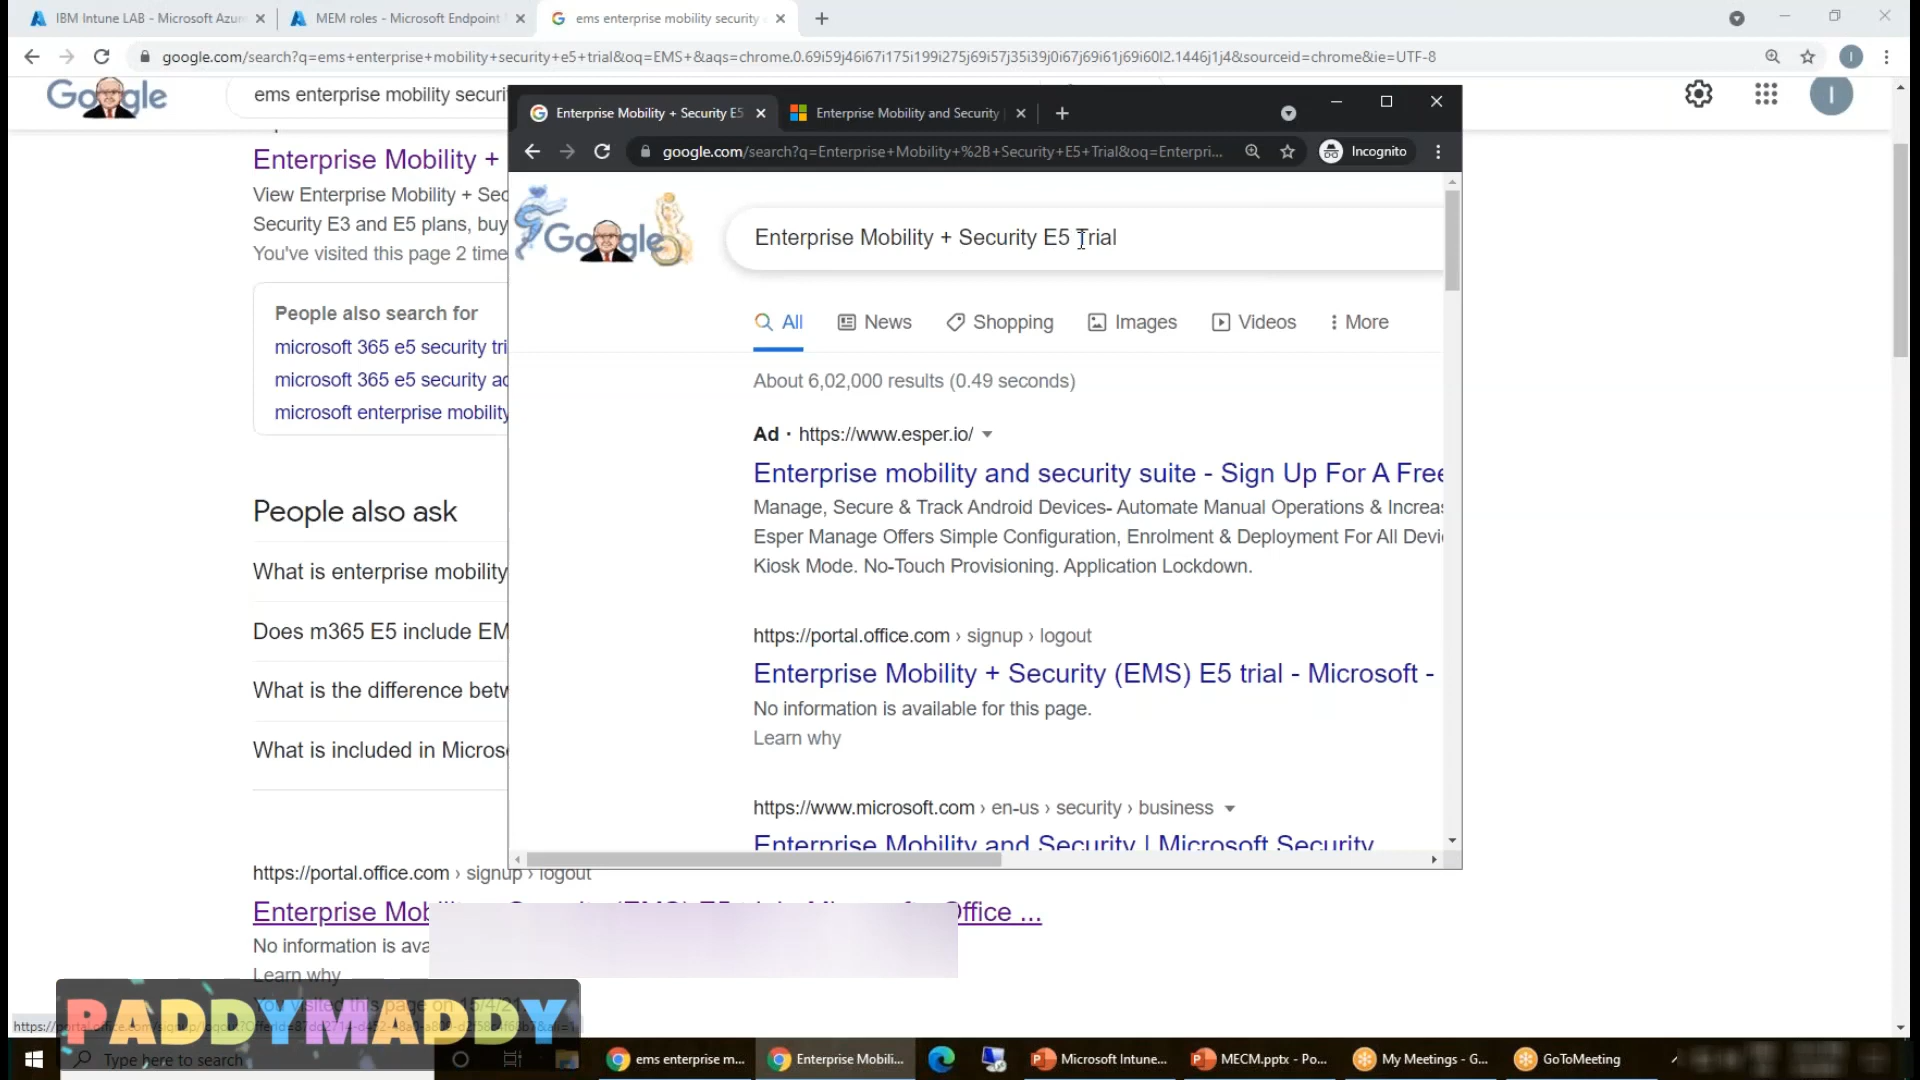 IBM Intune LAB - Microsoft Azur
MEM roles - Microsoft Endpoint
ems enterprise mobility security
google.com/search?q=ems+enterprise+mobility+security+e5+trial&oq=EMS+&aqs=chrome.0.69i59j46i67i175i199i275j69i57j35i39j0i67j69i61j69i60l2.1446j1j4&sourceid=chrome&ie=UTF-8
Google
ems enterprise mobility securi
I
I
Enterprise Mobility +
View Enterprise Mobility + Sec
Security E3 and E5 plans, buy
You've visited this page 2 time
People also search for
microsoft 365 e5 security tri
microsoft 365 e5 security ad
microsoft enterprise mobility
People also ask
What is enterprise mobility
Does m365 E5 include EM
What is the difference betw
What is included in Micros
https://portal.office.com › signup › logout
Enterprise Mob
Office ...
No information is ava
Learn why
You visited this page on 15/4/21.
Enterprise Mobility + Security E5
Enterprise Mobility and Security
google.com/search?q=Enterprise+Mobility+%2B+Security+E5+Trial&oq=Enterpri...
Incognito
Google
Enterprise Mobility + Security E5 Trial
All
News
Shopping
Images
Videos
More
About 6,02,000 results (0.49 seconds)
Ad · https://www.esper.io/
Enterprise mobility and security suite - Sign Up For A Free
Manage, Secure & Track Android Devices- Automate Manual Operations & Increas
Esper Manage Offers Simple Configuration, Enrolment & Deployment For All Devi
Kiosk Mode. No-Touch Provisioning. Application Lockdown.
https://portal.office.com › signup › logout
Enterprise Mobility + Security (EMS) E5 trial - Microsoft -
No information is available for this page.
Learn why
https://www.microsoft.com › en-us › security › business
Enterprise Mobility and Security | Microsoft Security
PADDYMADDY
Type here to search
ems enterprise m...
Enterprise Mobili...
Microsoft Intune...
MECM.pptx - Po...
My Meetings - G...
GoToMeeting